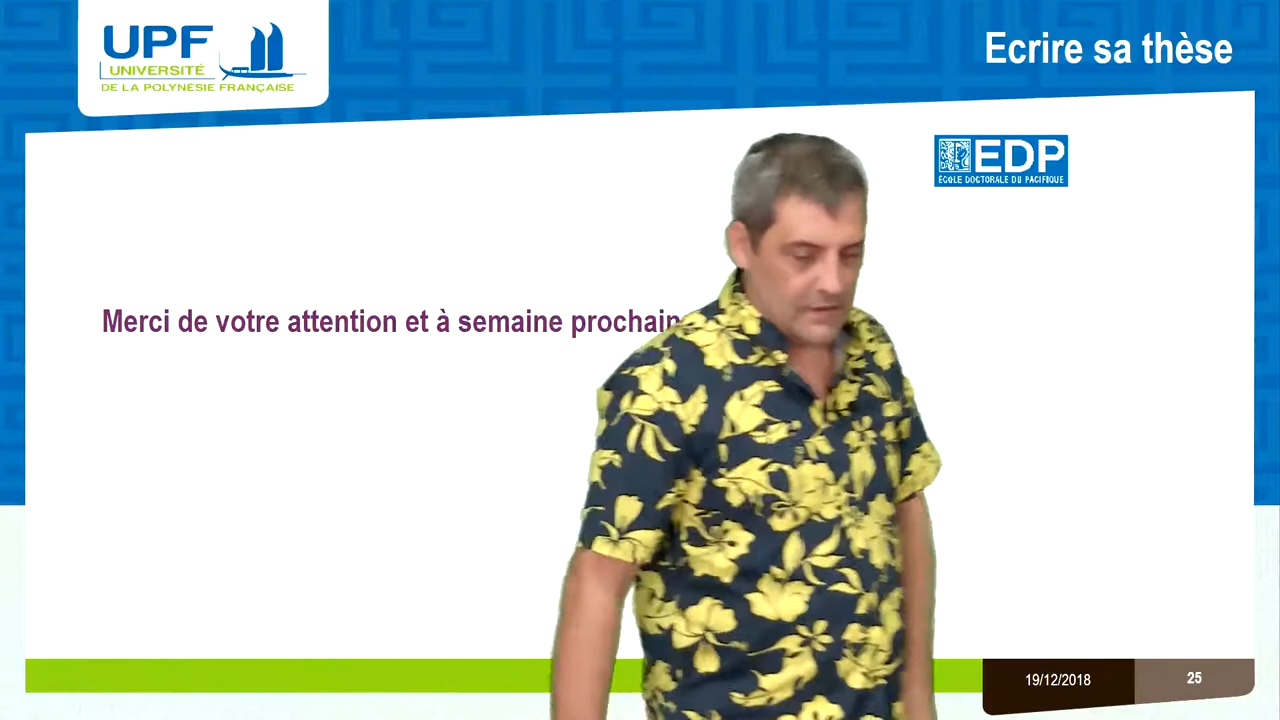 UPF
UNIVERSITÉ
DE LA POLYNÉSIE FRANÇAISE
Ecrire sa thèse
EDP
ÉCOLE DOCTORALE DU PACIFIQUE
Merci de votre attention et à semaine prochain
19/12/2018
25